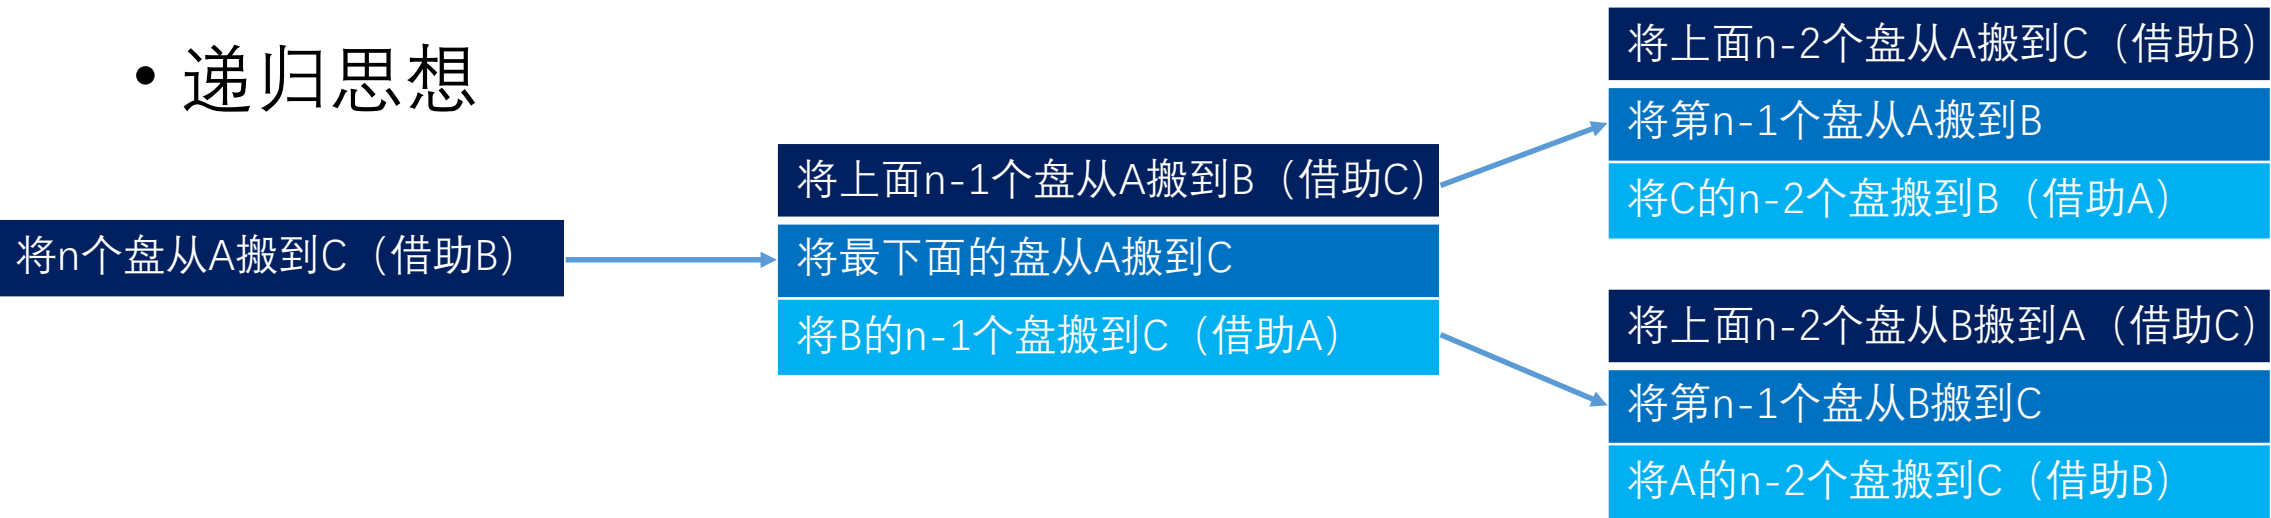 • 递归思想
将n个盘从A搬到C（借助B）
将上面n-1个盘从A搬到B（借助C）
将最下面的盘从A搬到C
将B的n-1个盘搬到C（借助A）
将上面n-2个盘从A搬到C（借助B）
将第n-1个盘从A搬到B
将C的n-2个盘搬到B（借助A）
将上面n-2个盘从B搬到A（借助C）
将第n-1个盘从B搬到C
将A的n-2个盘搬到C（借助B）